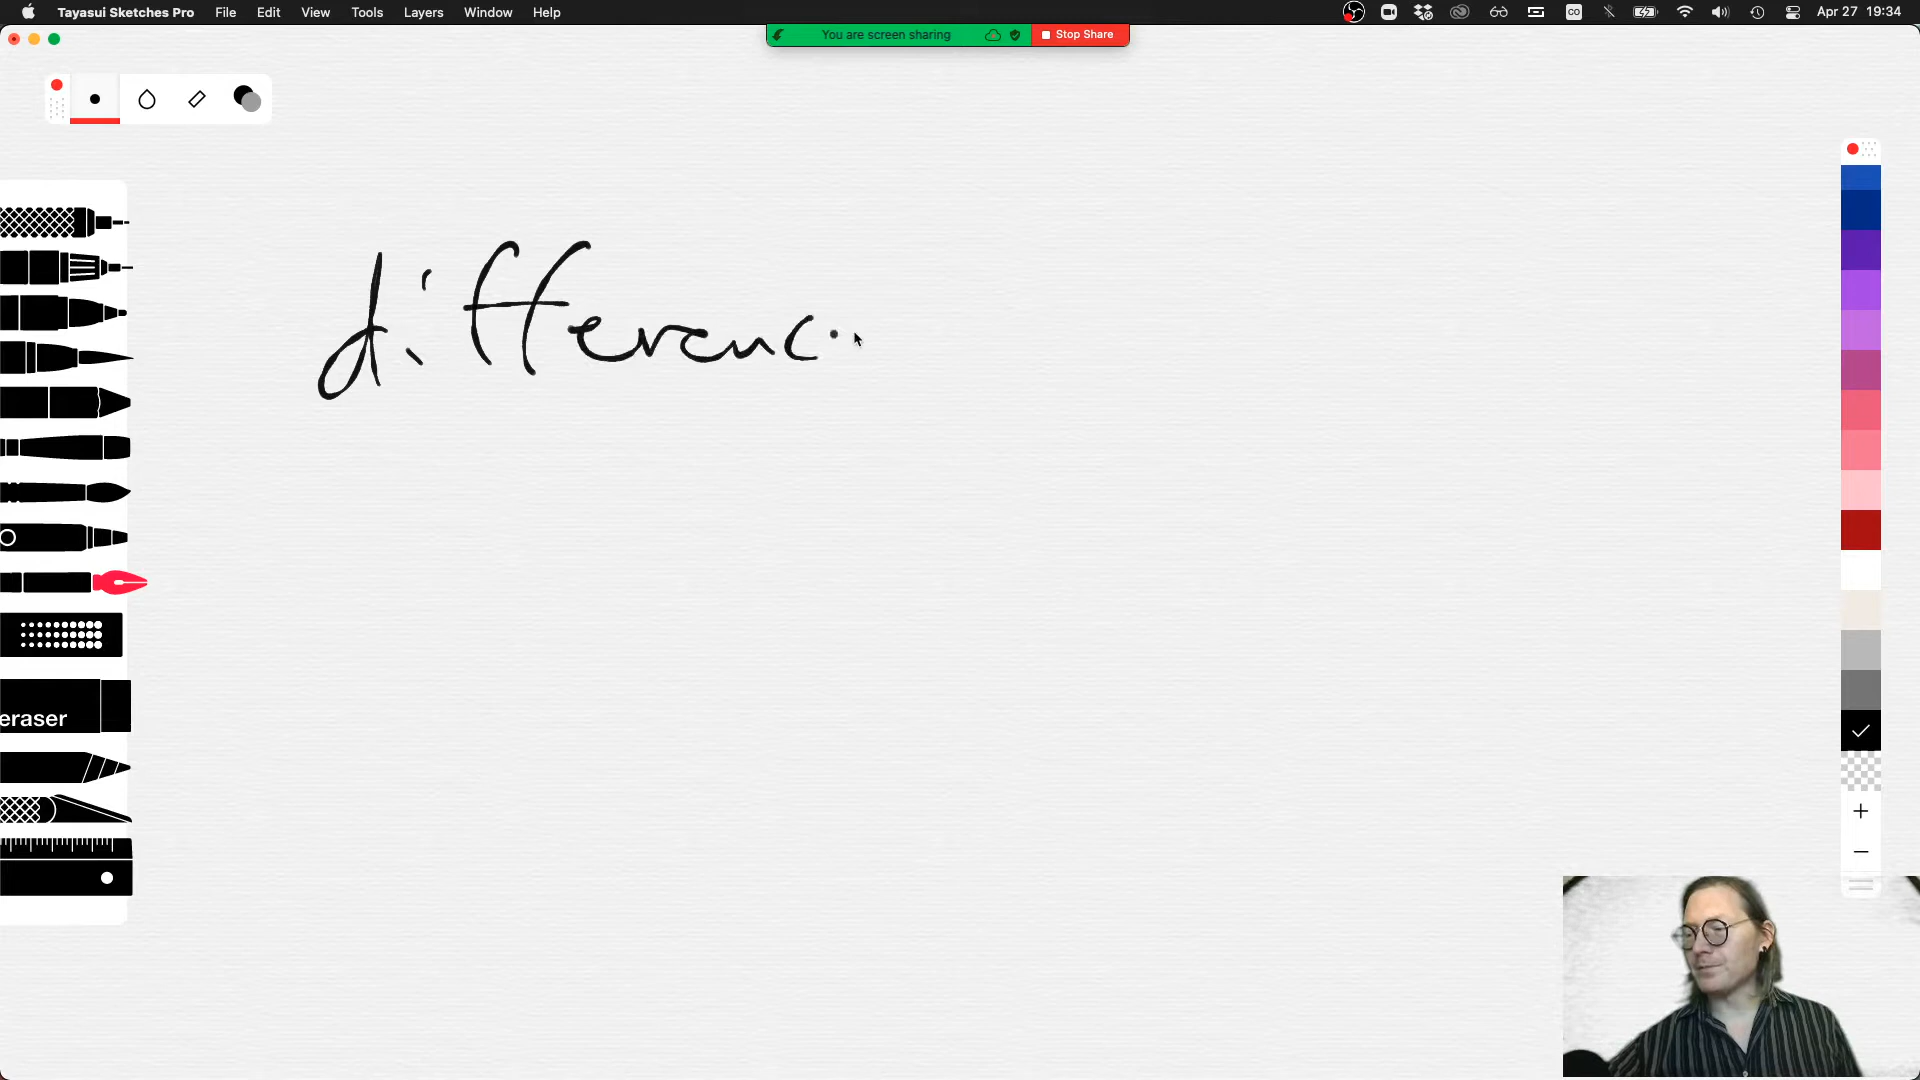 Tayasui Sketches Pro File Edit View Tools Layers Window Help Apr 27 19:34
You are screen sharing Stop Share
differenc
eraser